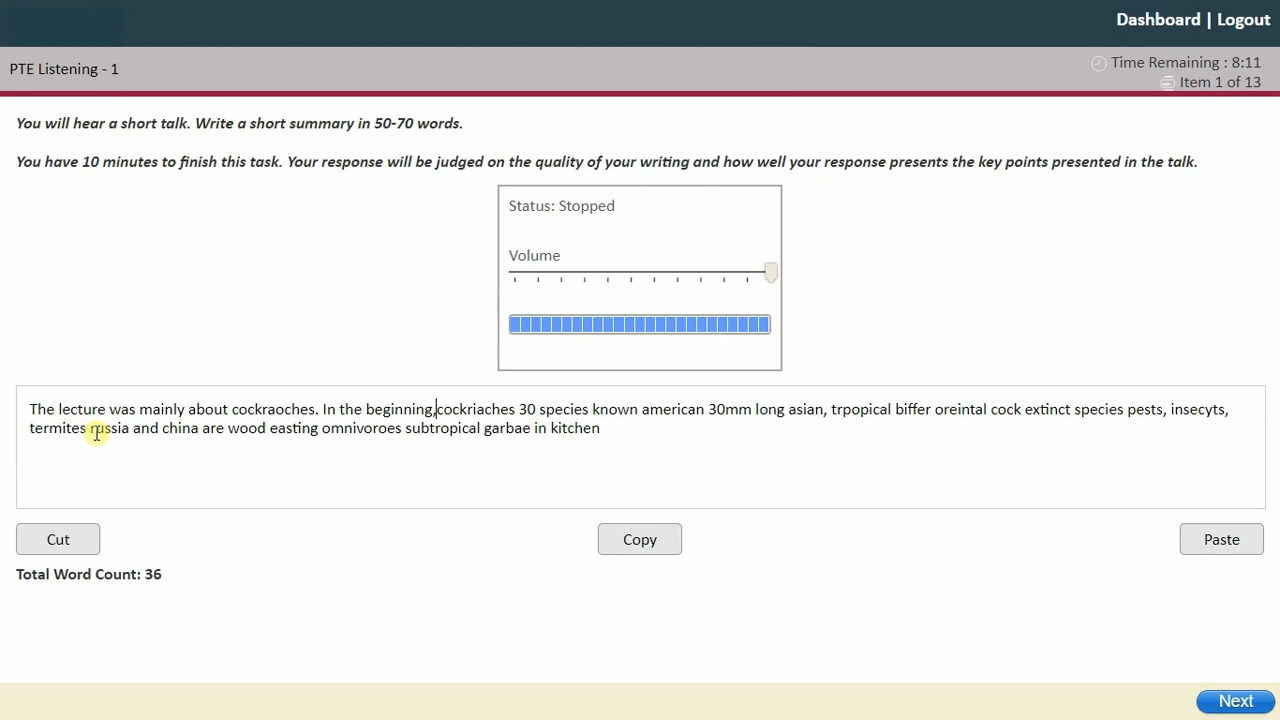 Dashboard | Logout
PTE Listening - 1
Time Remaining : 8:11
Item 1 of 13
You will hear a short talk. Write a short summary in 50-70 words.
You have 10 minutes to finish this task. Your response will be judged on the quality of your writing and how well your response presents the key points presented in the talk.
Status: Stopped
Volume
The lecture was mainly about cockraoches. In the beginning,cockriaches 30 species known american 30mm long asian, trpopical biffer oreintal cock extinct species pests, insecyts,
termites russia and china are wood easting omnivoroes subtropical garbae in kitchen
Cut
Copy
Paste
Total Word Count: 36
Next